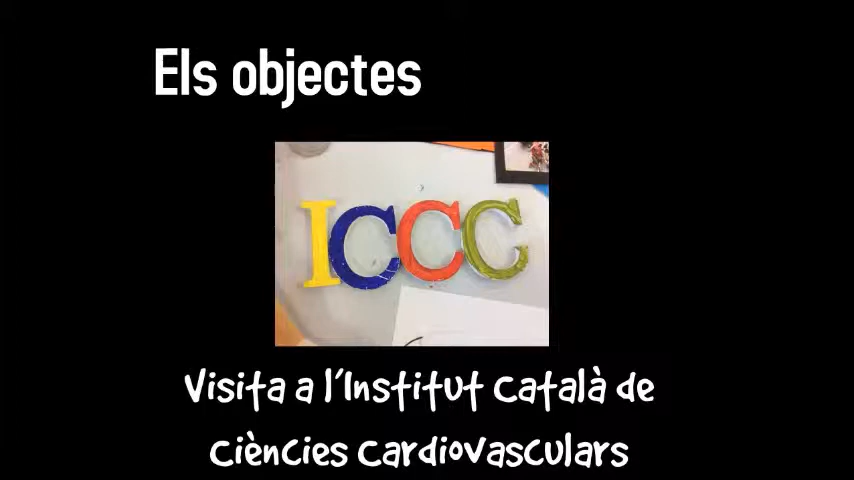 Els objectes
ICCC
Visita a l'Institut Català de
Ciències Cardiovasculars